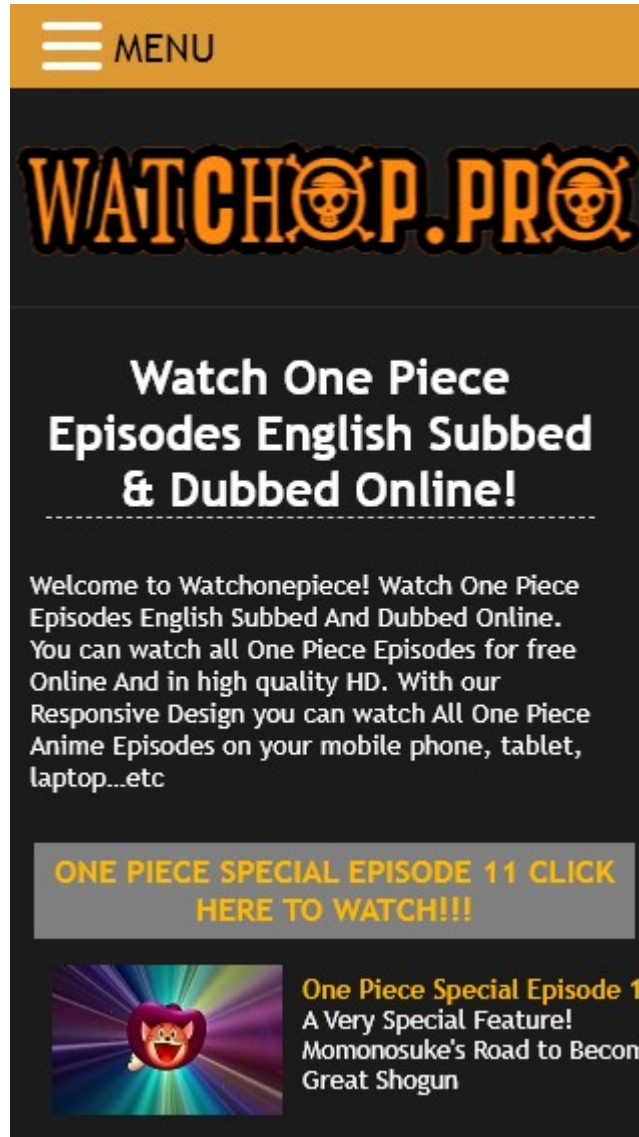 MENU
WATCHOP.PRO
Watch One Piece
Episodes English Subbed
& Dubbed Online!
Welcome to Watchonepiece! Watch One Piece
Episodes English Subbed And Dubbed Online.
You can watch all One Piece Episodes for free
Online And in high quality HD. With our
Responsive Design you can watch All One Piece
Anime Episodes on your mobile phone, tablet,
laptop...etc
ONE PIECE SPECIAL EPISODE 11 CLICK
HERE TO WATCH!!!
One Piece Special Episode 1
A Very Special Feature!
Momonosuke's Road to Becom
Great Shogun